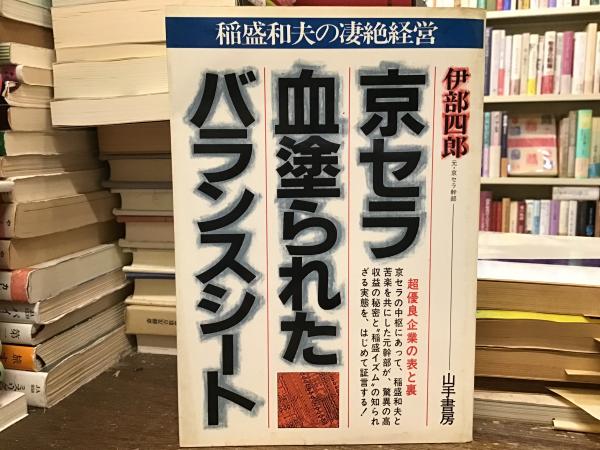 稲盛和夫の凄絶経営
伊部四郎
元・京セラ幹部
京セラ
血塗られた
バランスシート
超優良企業の表と裏
京セラの中枢にあって、稲盛和夫と
苦楽を共にした元幹部が、驚異の高
収益の秘密と“稲盛イズム”の知られ
ざる実態を、はじめて証言する！
山手書房